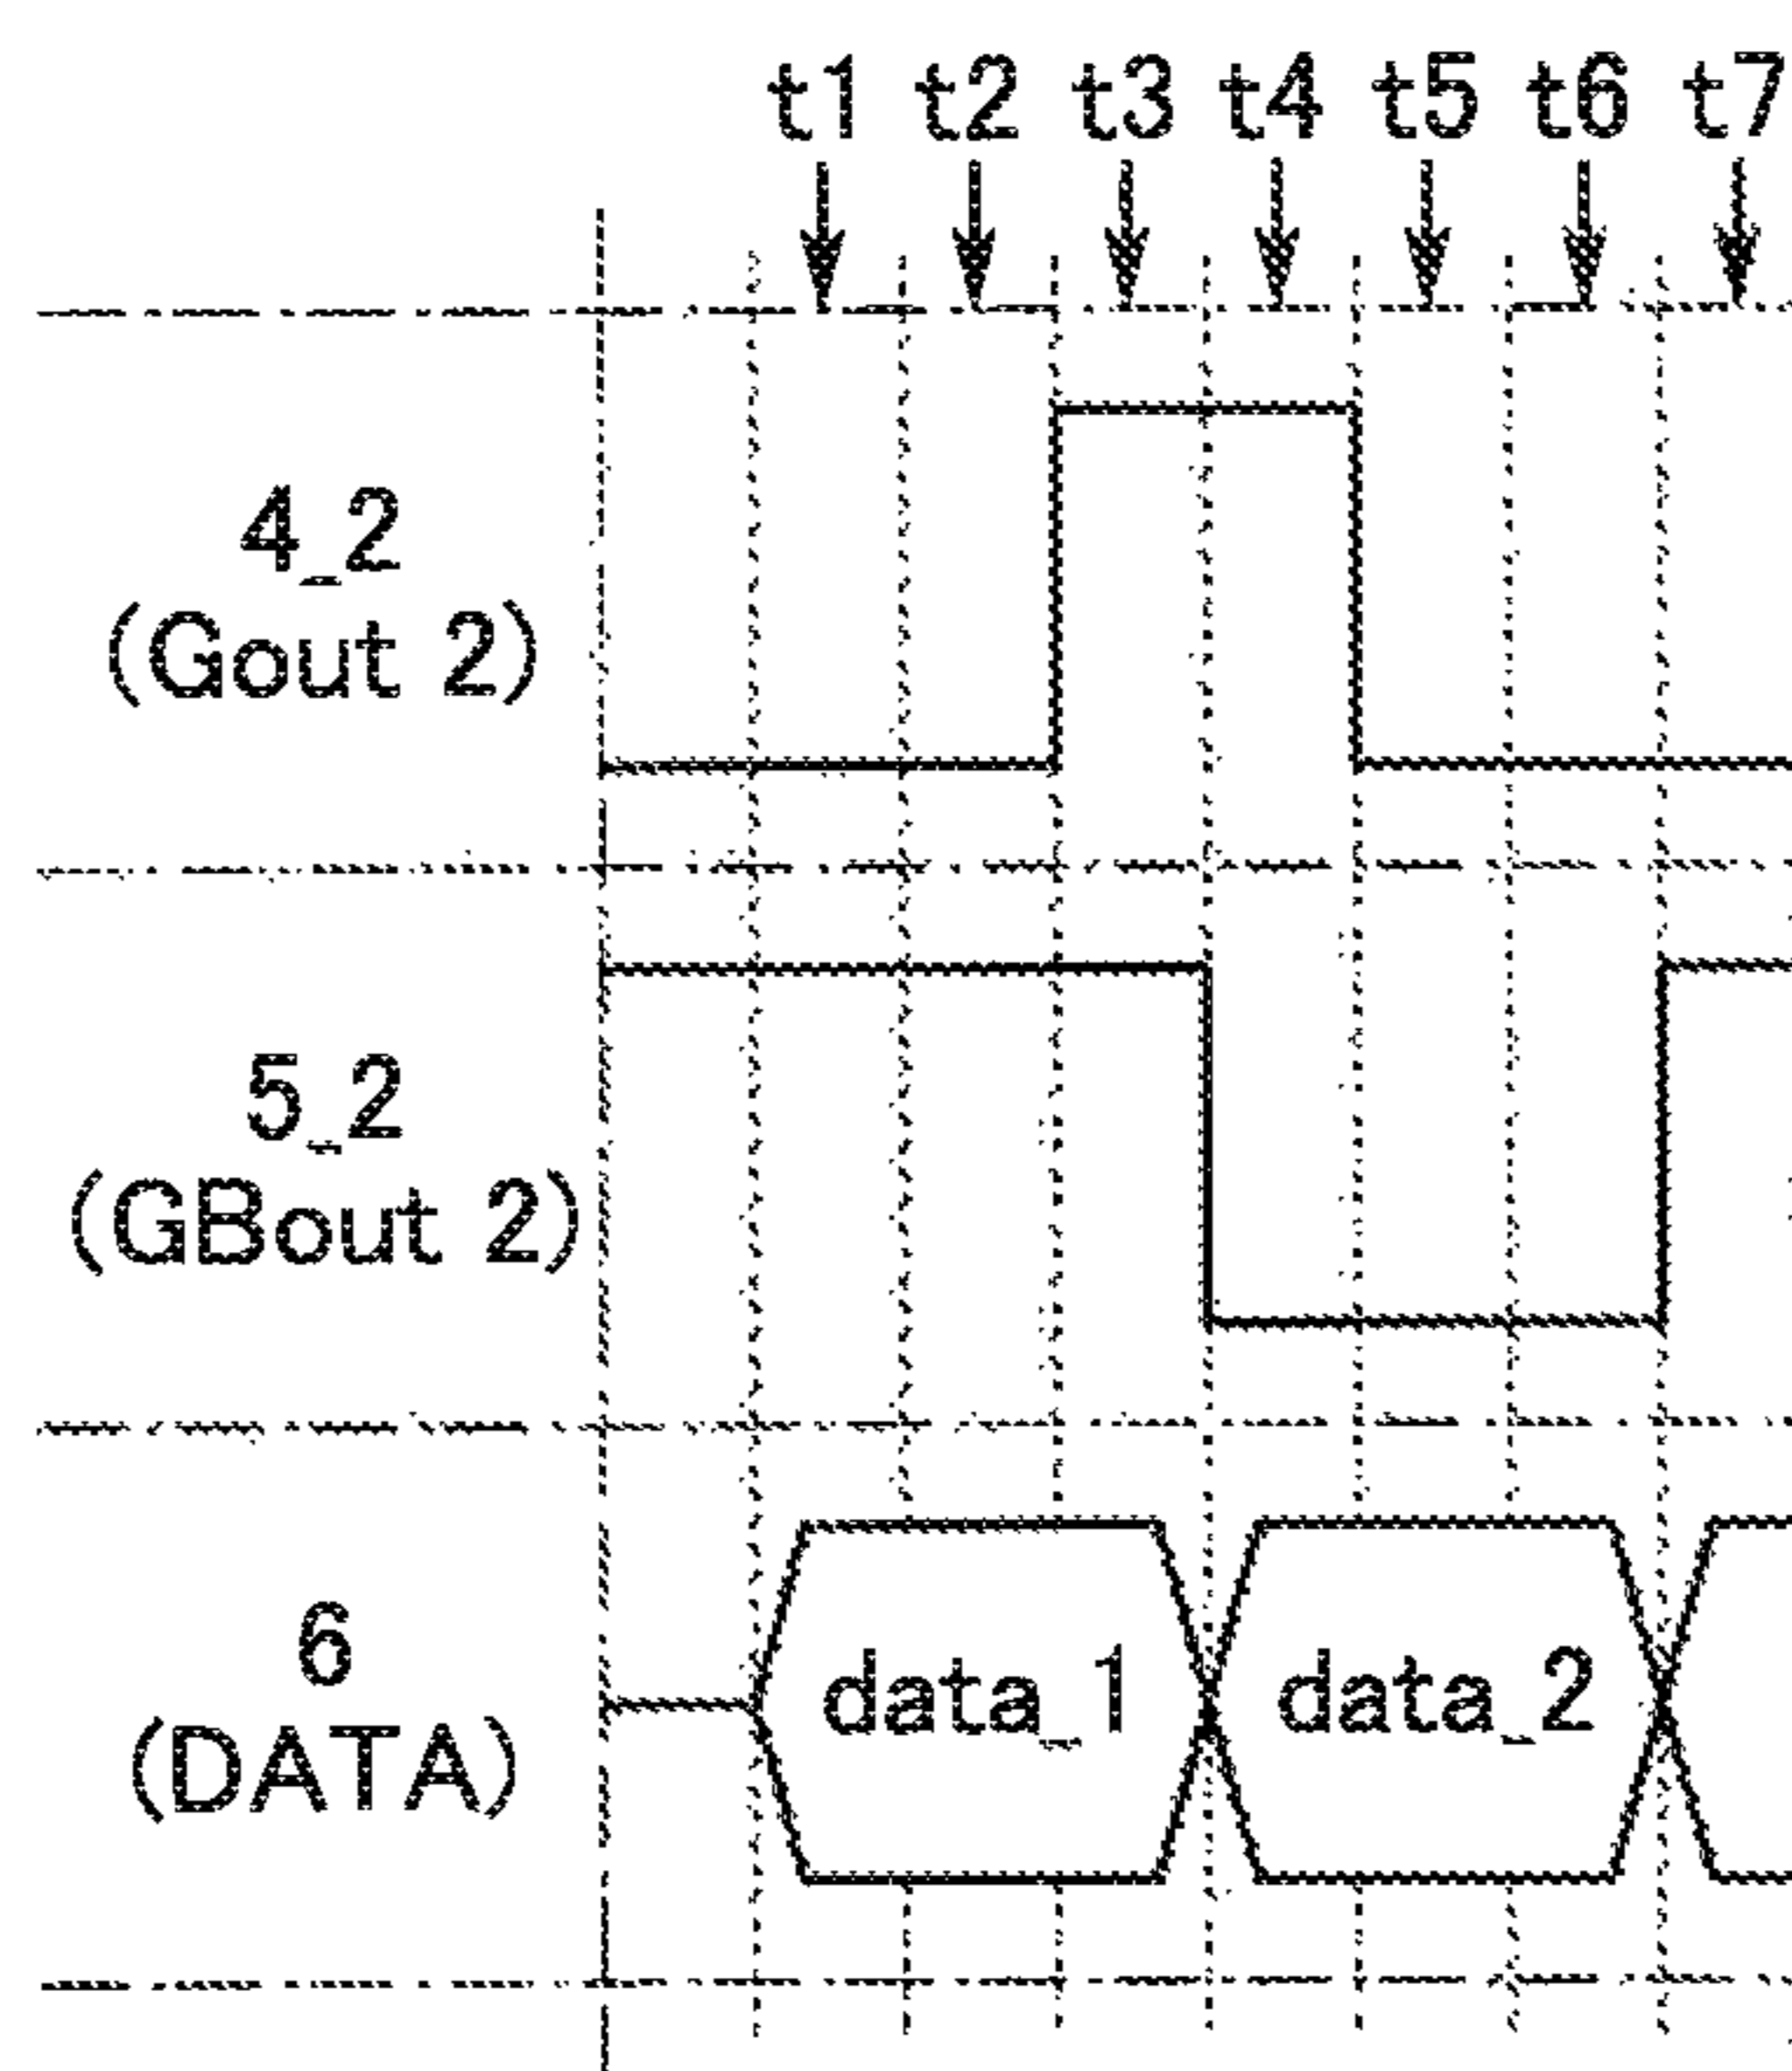 t1 t2 t3 t4 t5 t6 t7
4_2
(Gout 2)
5_2
(GBout 2)
6
(DATA)
data_1 data_2